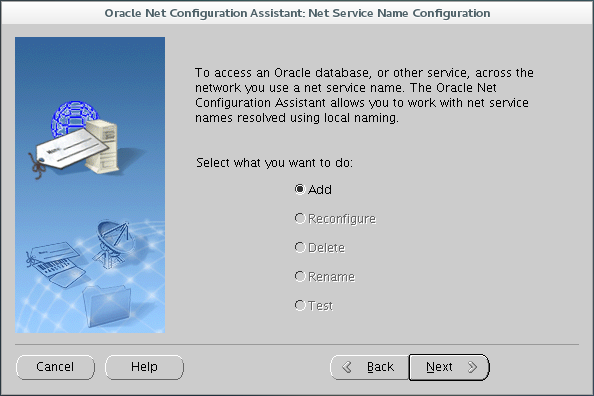 Oracle Net Configuration Assistant: Net Service Name Configuration
To access an Oracle database, or other service, across the
network you use a net service name. The Oracle Net
Configuration Assistant allows you to work with net service
names resolved using local naming.
Select what you want to do:
Add
Reconfigure
Delete
Rename
Test
Cancel
Help
Back
Next